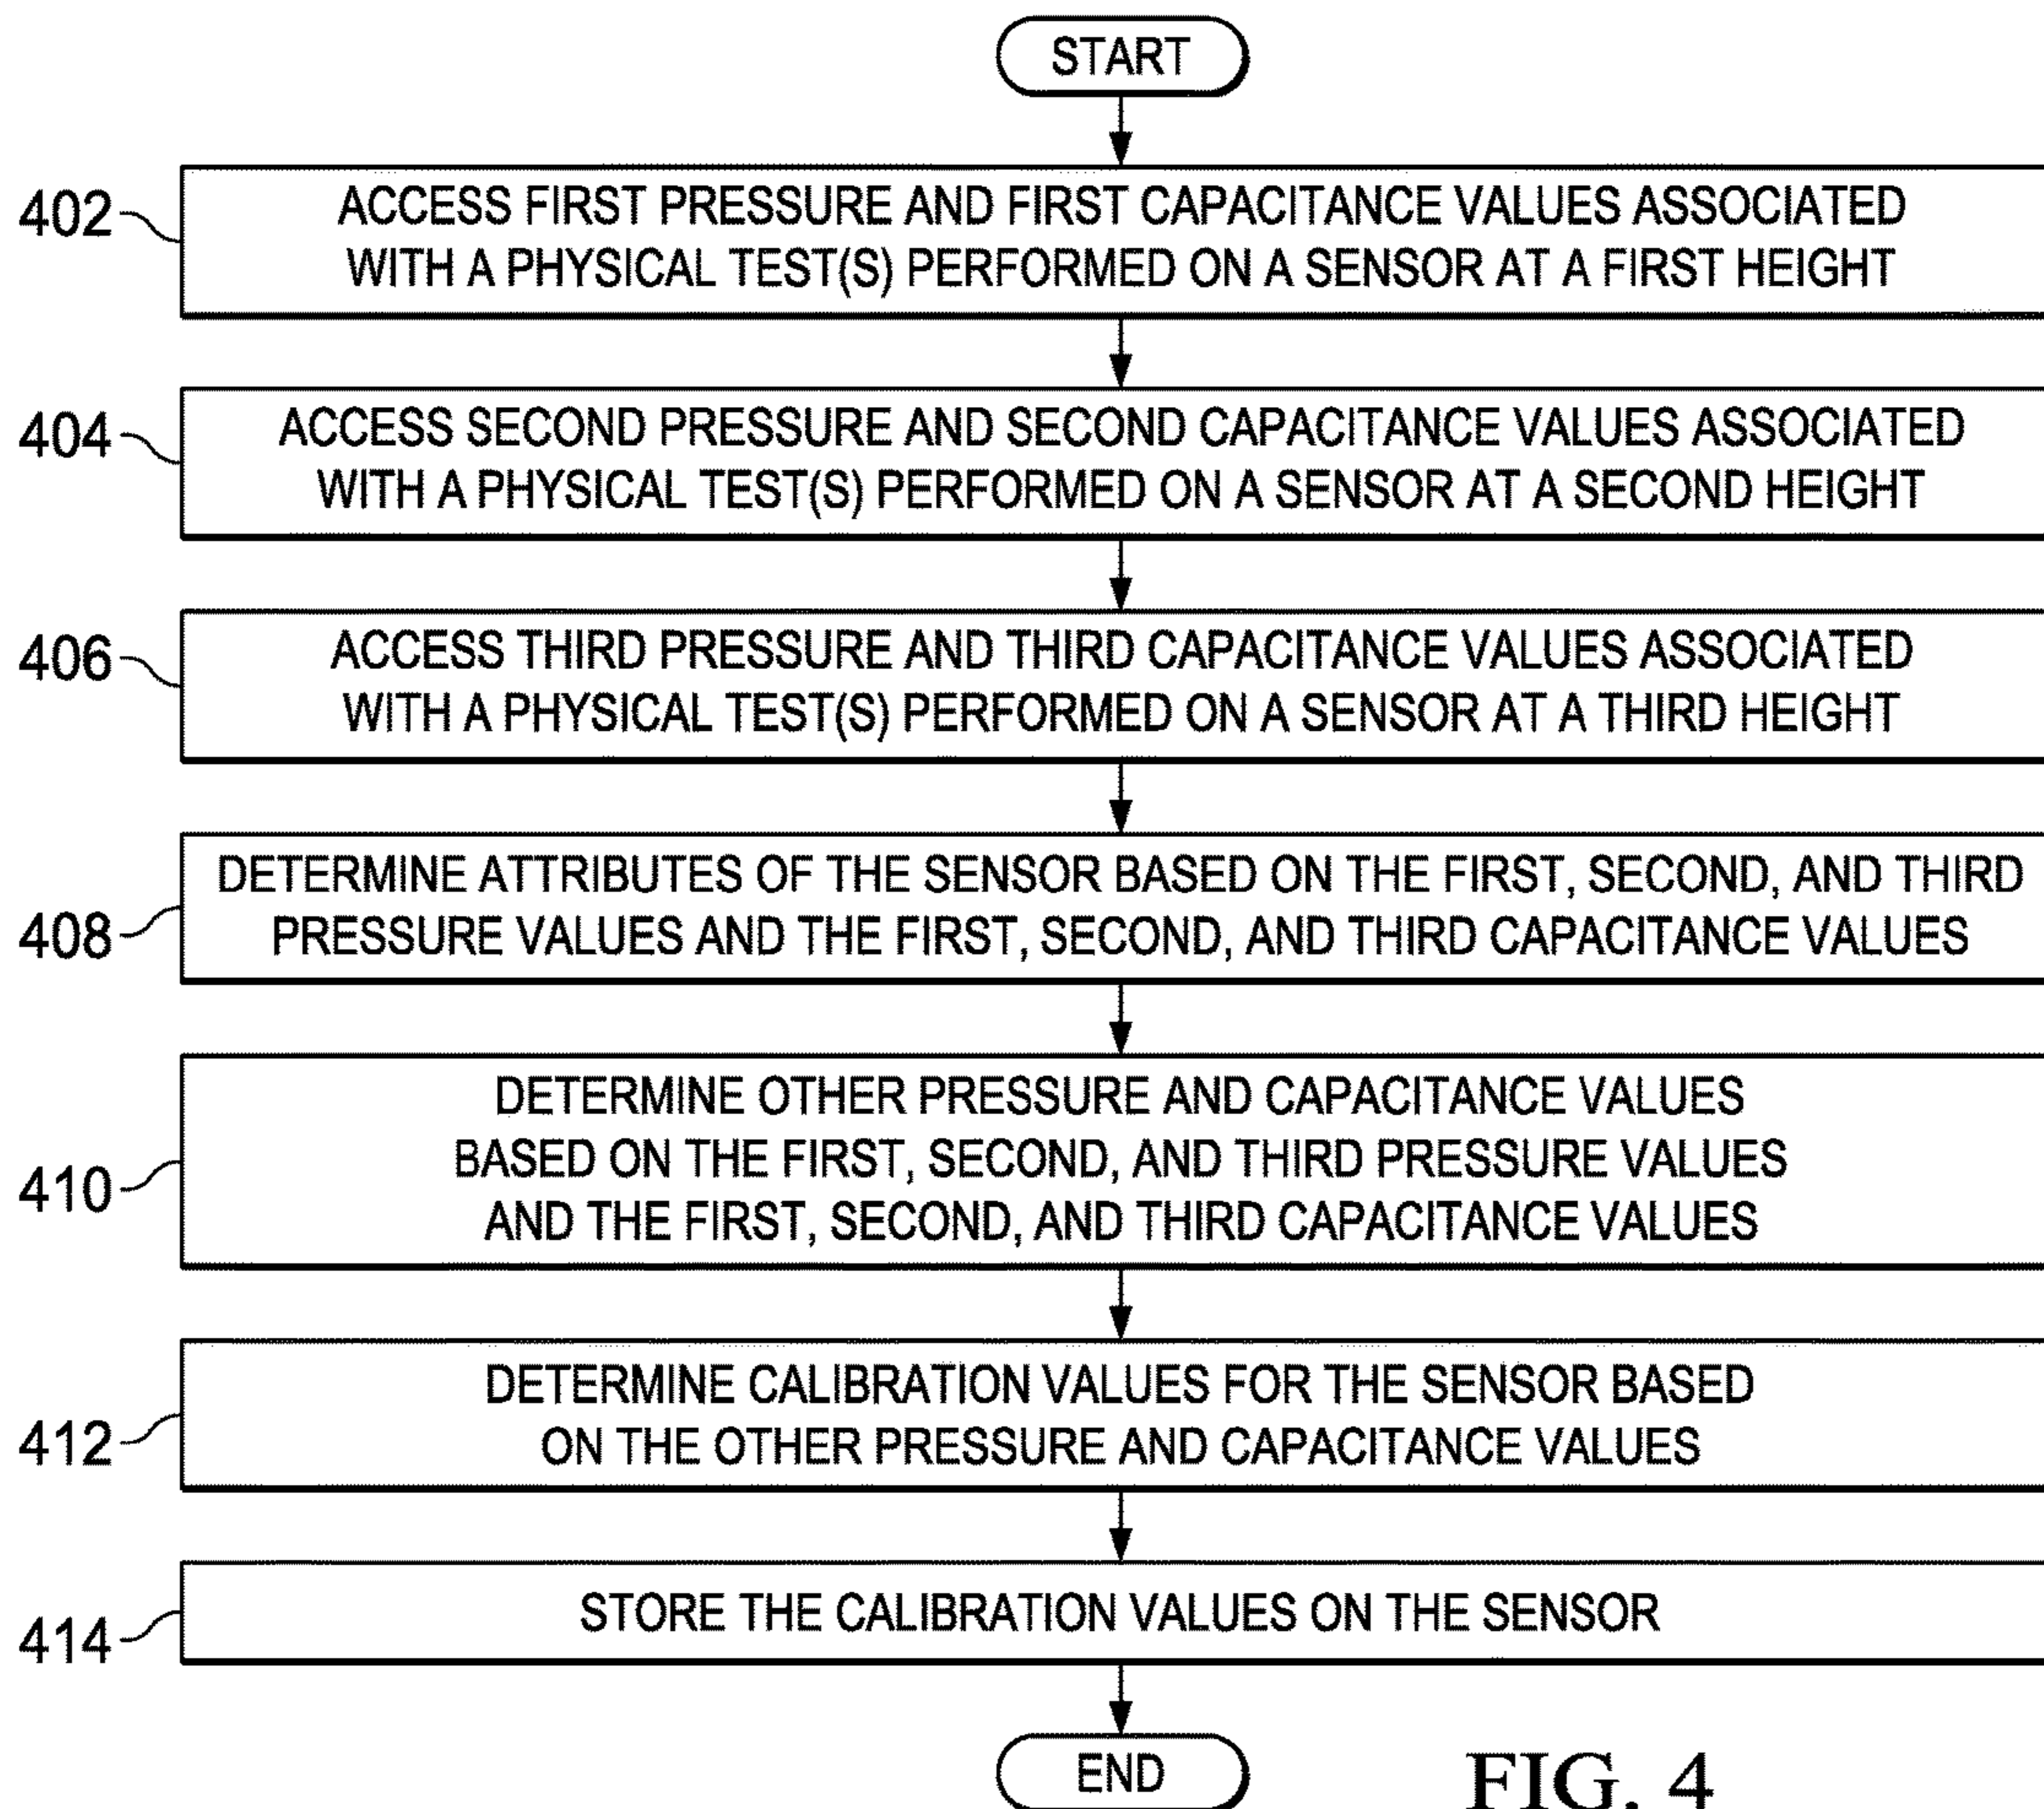 START
402
ACCESS FIRST PRESSURE AND FIRST CAPACITANCE VALUES ASSOCIATED
WITH A PHYSICAL TEST(S) PERFORMED ON A SENSOR AT A FIRST HEIGHT
404
ACCESS SECOND PRESSURE AND SECOND CAPACITANCE VALUES ASSOCIATED
WITH A PHYSICAL TEST(S) PERFORMED ON A SENSOR AT A SECOND HEIGHT
406
ACCESS THIRD PRESSURE AND THIRD CAPACITANCE VALUES ASSOCIATED
WITH A PHYSICAL TEST(S) PERFORMED ON A SENSOR AT A THIRD HEIGHT
408
DETERMINE ATTRIBUTES OF THE SENSOR BASED ON THE FIRST, SECOND, AND THIRD
PRESSURE VALUES AND THE FIRST, SECOND, AND THIRD CAPACITANCE VALUES
410
DETERMINE OTHER PRESSURE AND CAPACITANCE VALUES
BASED ON THE FIRST, SECOND, AND THIRD PRESSURE VALUES
AND THE FIRST, SECOND, AND THIRD CAPACITANCE VALUES
412
DETERMINE CALIBRATION VALUES FOR THE SENSOR BASED
ON THE OTHER PRESSURE AND CAPACITANCE VALUES
414
STORE THE CALIBRATION VALUES ON THE SENSOR
END
FIG. 4